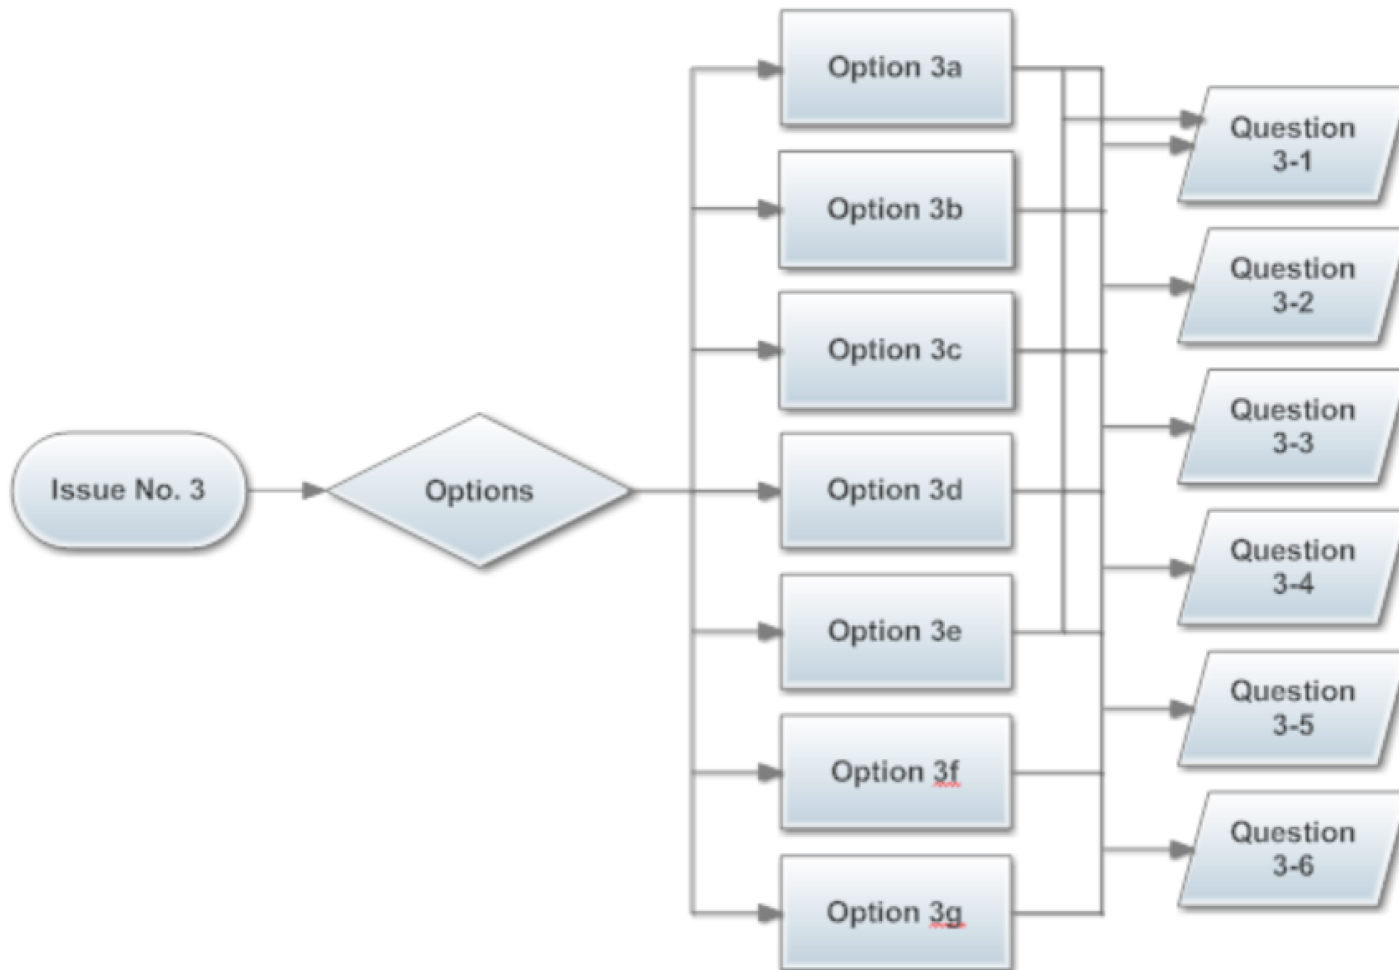 Issue No. 3
Options
Option 3a
Option 3b
Option 3c
Option 3d
Option 3e
Option 3f
Option 3g
Question
3-1
Question
3-2
Question
3-3
Question
3-4
Question
3-5
Question
3-6